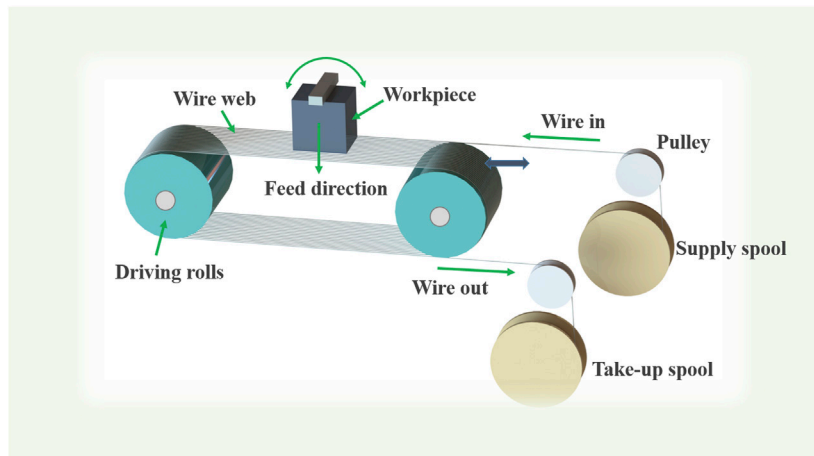 Wire web
Workpiece
Wire in
Pulley
Feed direction
Supply spool
Driving rolls
Wire out
Take-up spool